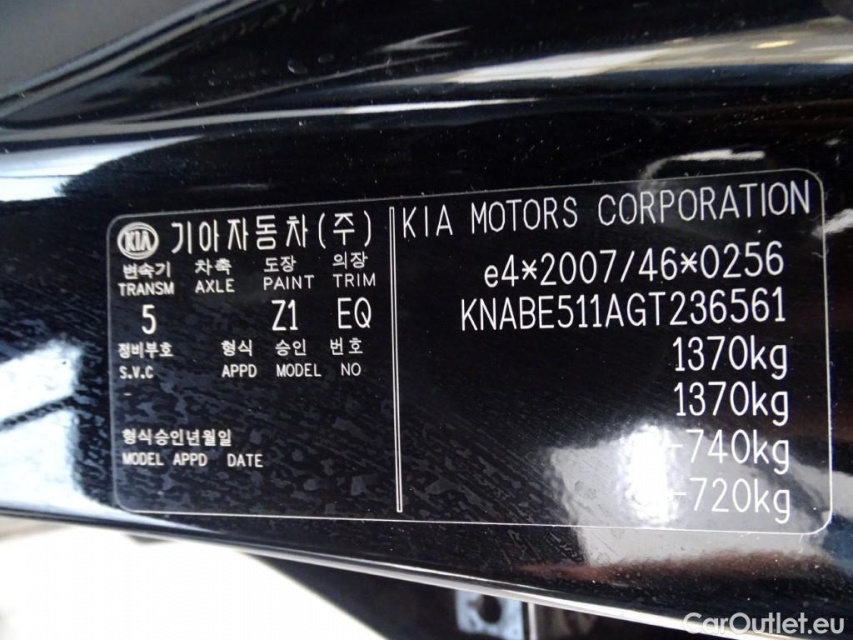 KIA 기아자동차(주)
변속기 차축 도장 의장
TRANSM AXLE PAINT TRIM
5 Z1 EQ
정비부호 형식 승인 번호
S.V.C APPD MODEL NO
형식승인년월일
MODEL APPD DATE
KIA MOTORS CORPORATION
e4*2007/46*0256
KNABE511AGT236561
1370kg
1370kg
-740kg
-720kg
CarOutlet.eu